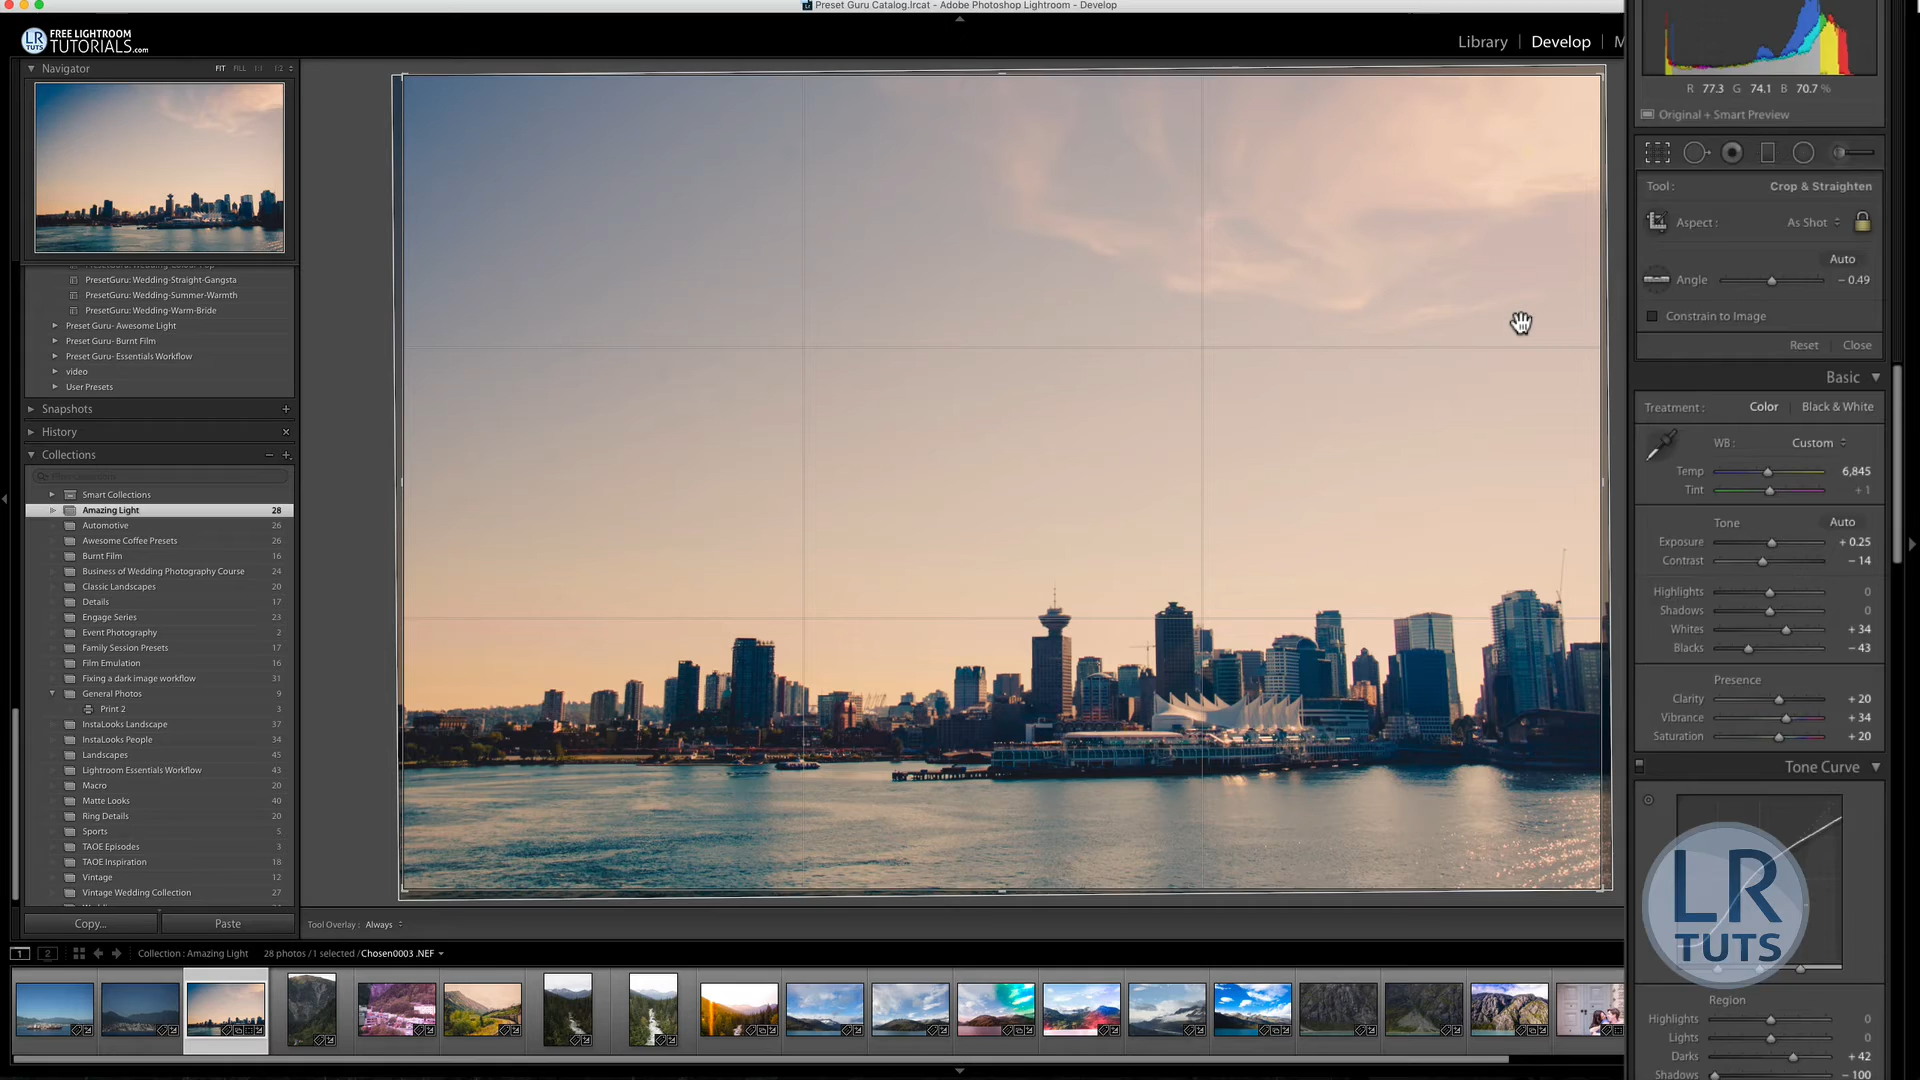 Preset Guru Catalog.lrcat - Adobe Photoshop Lightroom - Develop
LR TUTS FREE LIGHTROOM TUTORIALS.com
Library | Develop | M
Navigator FIT FILL 1:1 1:2
PresetGuru: Wedding-Straight-Gangsta
PresetGuru: Wedding-Summer-Warmth
PresetGuru: Wedding-Warm-Bride
Preset Guru- Awesome Light
Preset Guru- Burnt Film
Preset Guru- Essentials Workflow
video
User Presets
Snapshots
History
Collections
Smart Collections
Amazing Light 28
Automotive 26
Awesome Coffee Presets 26
Burnt Film 16
Business of Wedding Photography Course 24
Classic Landscapes 20
Details 17
Engage Series 23
Event Photography 2
Family Session Presets 17
Film Emulation 16
Fixing a dark image workflow 31
General Photos 9
Print 2 3
InstaLooks Landscape 37
InstaLooks People 34
Landscapes 45
Lightroom Essentials Workflow 43
Macro 20
Matte Looks 40
Ring Details 20
Sports 5
TAOE Episodes 3
TAOE Inspiration 18
Vintage 12
Vintage Wedding Collection 27
Copy... Paste
Tool Overlay : Always
1 2 Collection : Amazing Light 28 photos / 1 selected / Chosen0003 .NEF
R 77.3 G 74.1 B 70.7 %
Original + Smart Preview
Tool : Crop & Straighten
Aspect : As Shot
Auto
Angle - 0.49
Constrain to Image
Reset Close
Basic
Treatment : Color | Black & White
WB : Custom
Temp 6,845
Tint + 1
Tone Auto
Exposure + 0.25
Contrast - 14
Highlights 0
Shadows 0
Whites + 34
Blacks - 43
Presence
Clarity + 20
Vibrance + 34
Saturation + 20
Tone Curve
LR
TUTS
Region
Highlights 0
Lights 0
Darks + 42
Shadows - 100